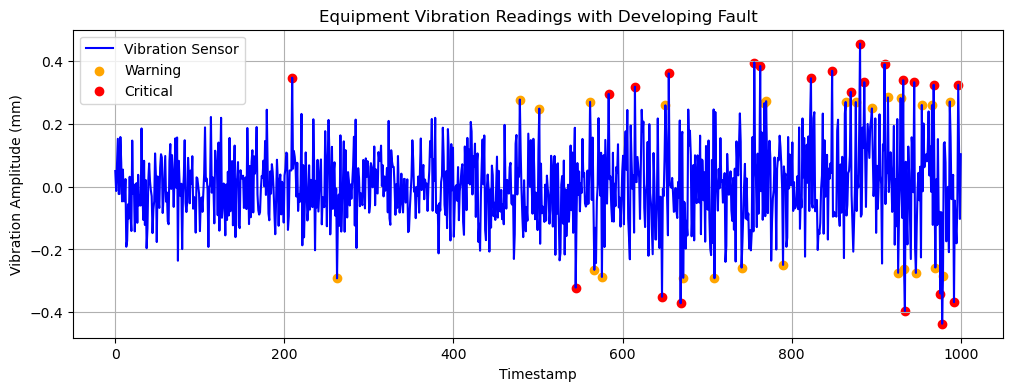 Equipment Vibration Readings with Developing Fault
Vibration Sensor
Warning
Critical
Vibration Amplitude (mm)
0.4
0.2
0.0
−0.2
−0.4
0 200 400 600 800 1000
Timestamp